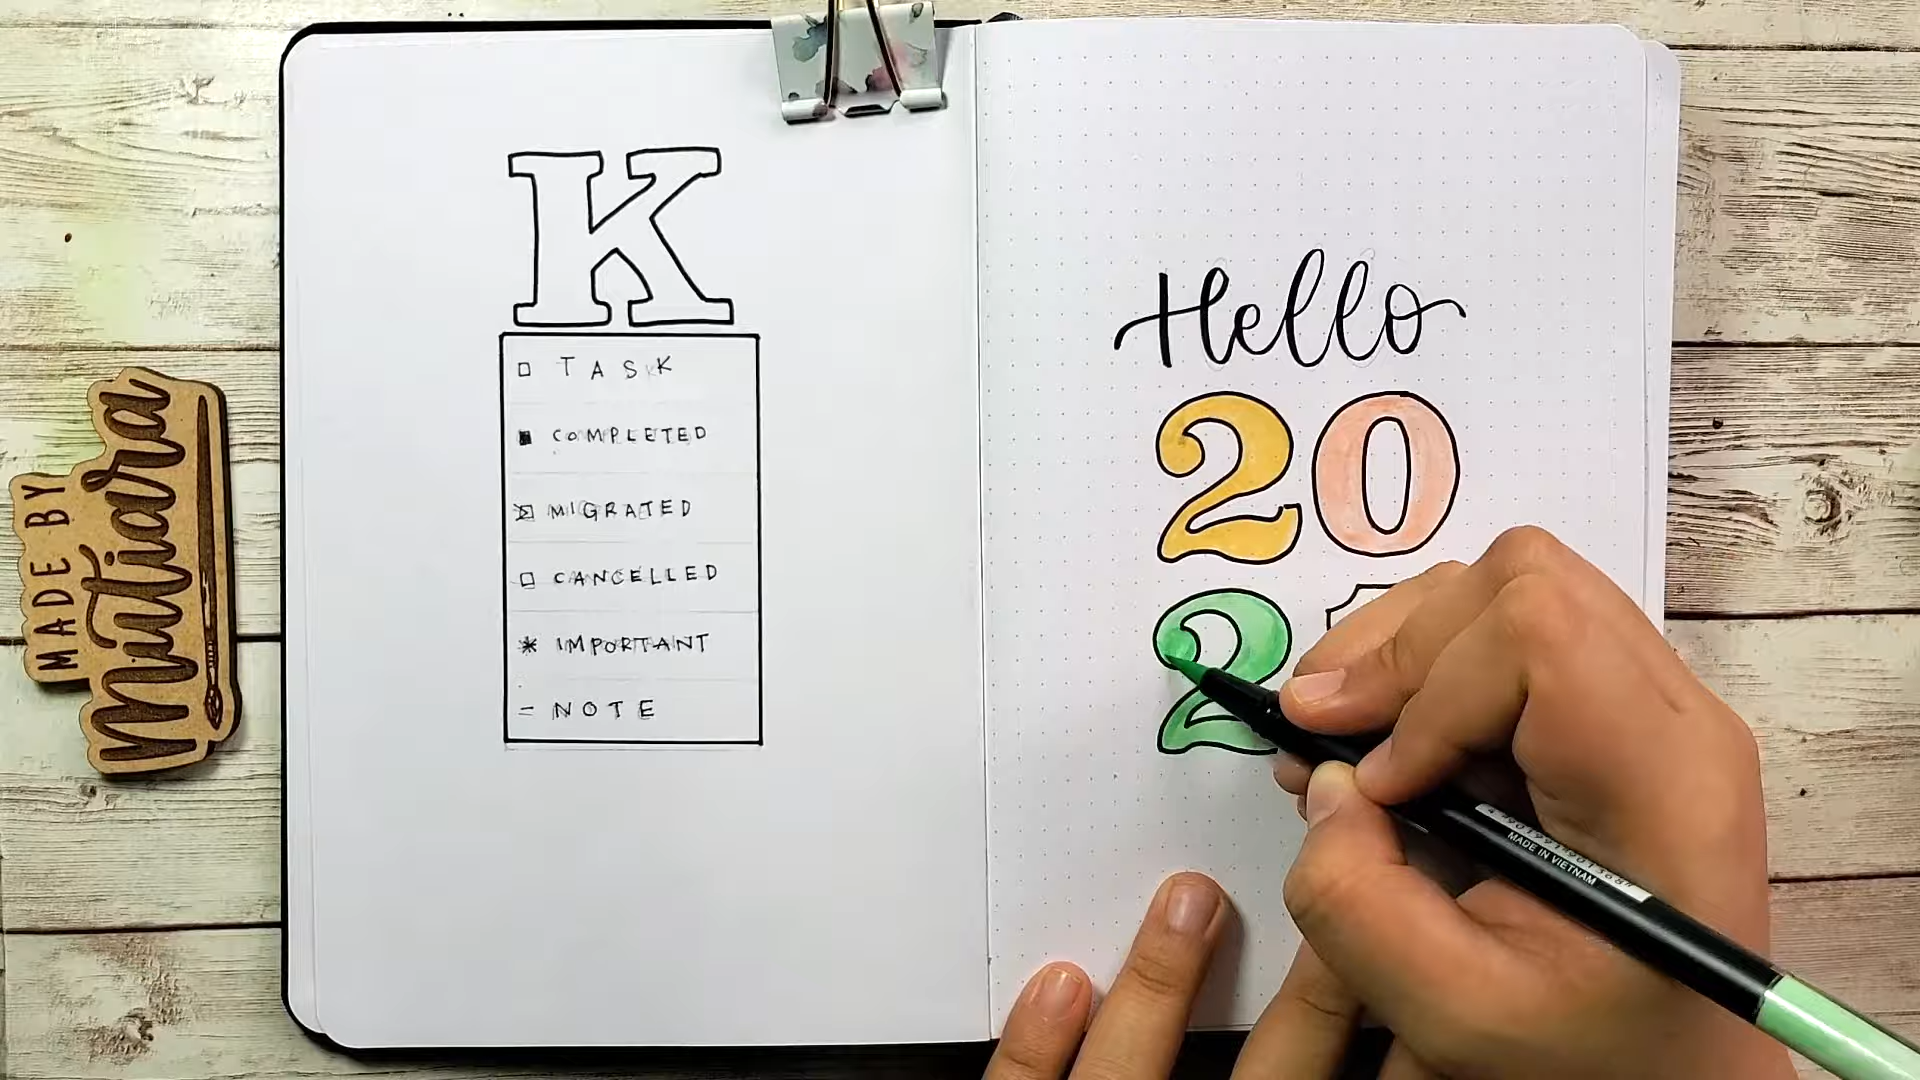 MADE BY
mutiara
K
TASK
COMPLETED
MIGRATED
CANCELLED
IMPORTANT
- NOTE
Hello
20
2
MADE IN VIETNAM